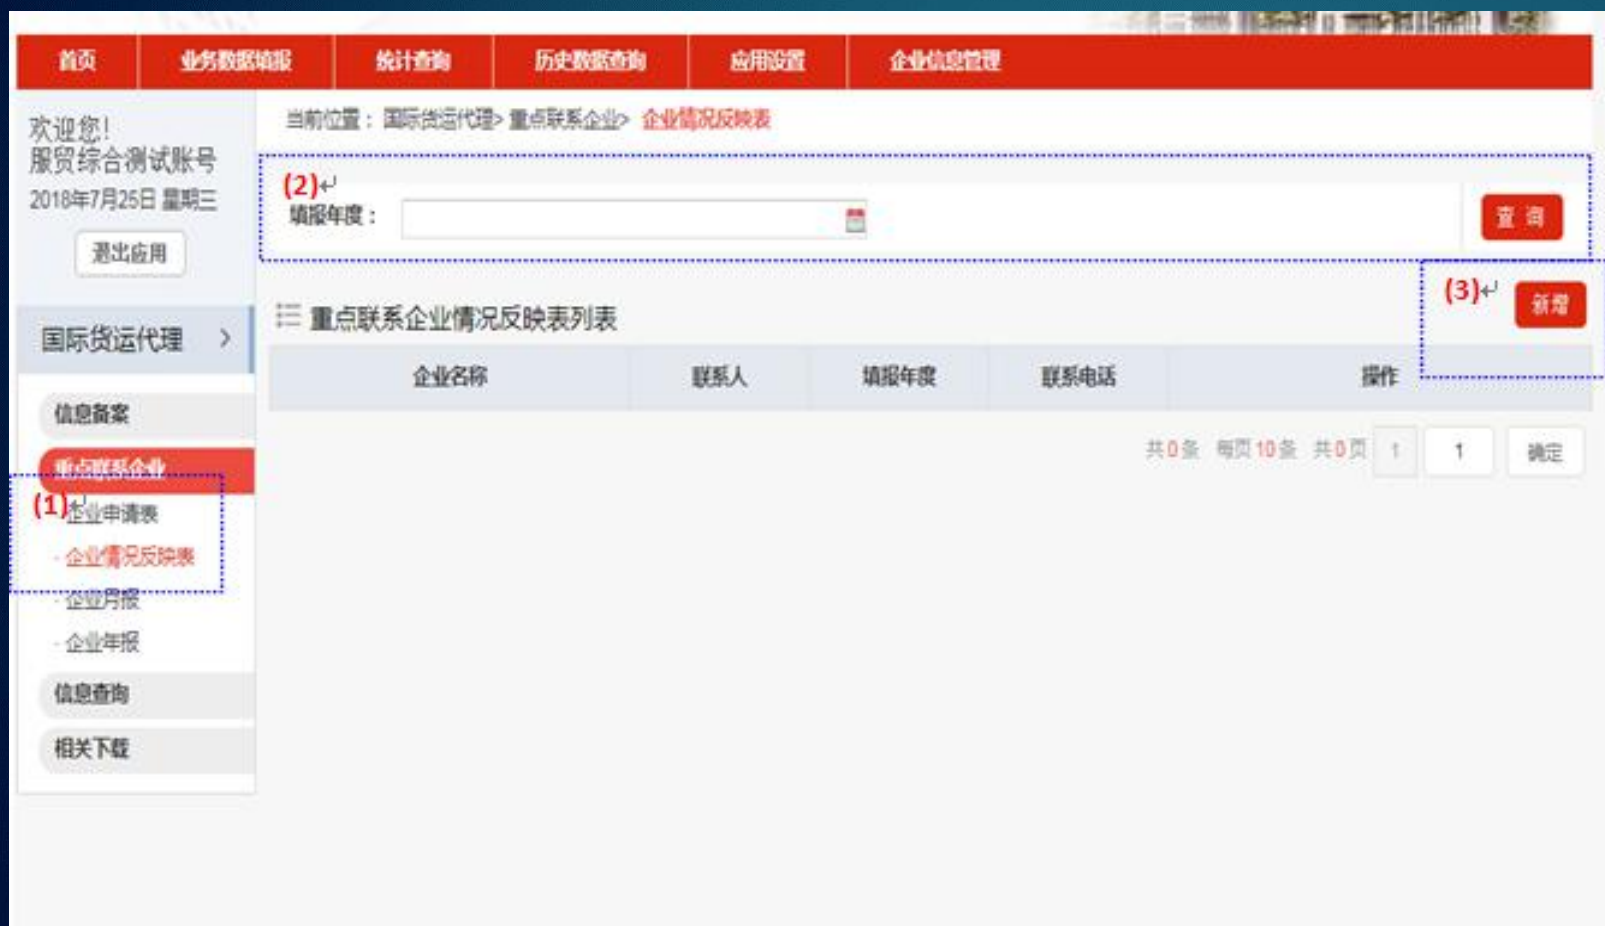 首页 业务数据填报 统计查询 历史数据查询 应用设置 企业信息管理
当前位置：国际货运代理>重点联系企业>企业情况反映表
欢迎您！
服贸综合测试账号
2018年7月25日 星期三
退出应用
(2)
填报年度：
查 询
(3)
新增
重点联系企业情况反映表列表
企业名称 联系人 填报年度 联系电话 操作
共0条 每页10条 共0页 1 1 确定
国际货运代理 >
信息备案
重点联系企业
(1)
企业申请表
- 企业情况反映表
- 企业月报
- 企业年报
信息查询
相关下载